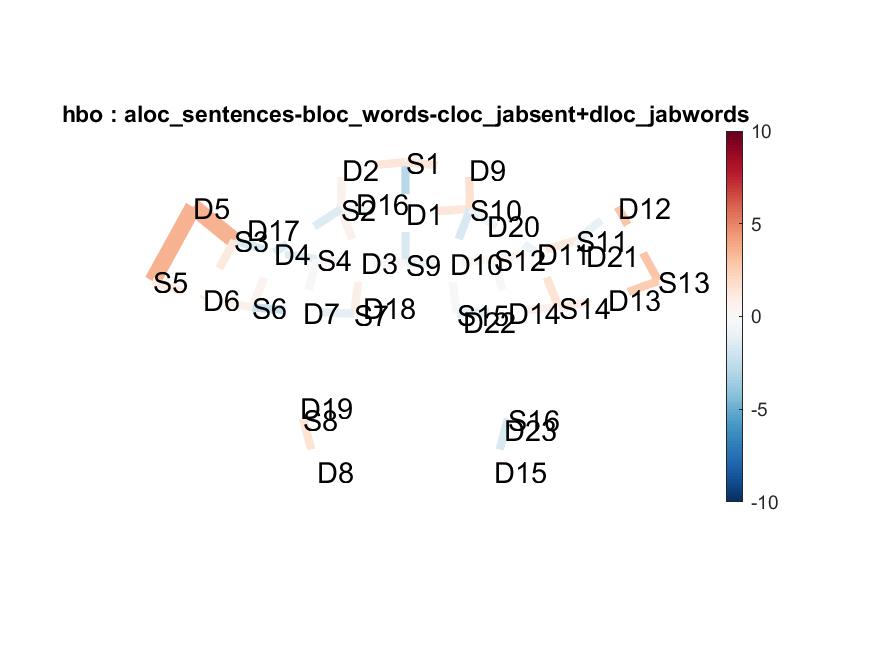 hbo : aloc_sentences-bloc_words-cloc_jabsent+dloc_jabwords
10
D2 S1 D9
D5 S2 D16 D1 S10 D12
D17 D20
S3 D4 S4 D3 S9 D10 S12 D11 S11 D21
5
S5 D6 S6 D7 S7 D18 S15 D22 D14 S14 D13 S13
0
D19 S16
S8 D23
-5
D8 D15
-10